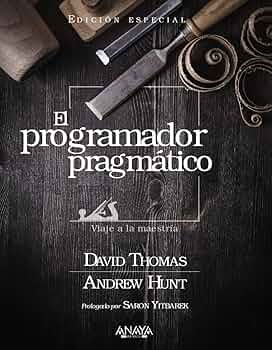 EDICIÓN ESPECIAL
El
programador
pragmático
Viaje a la maestría
DAVID THOMAS
ANDREW HUNT
Prologado por SARON YITBAREK
ANAYA